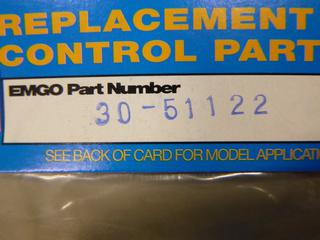 REPLACEMENT
CONTROL PART
EMGO Part Number
30-51122
SEE BACK OF CARD FOR MODEL APPLICATI